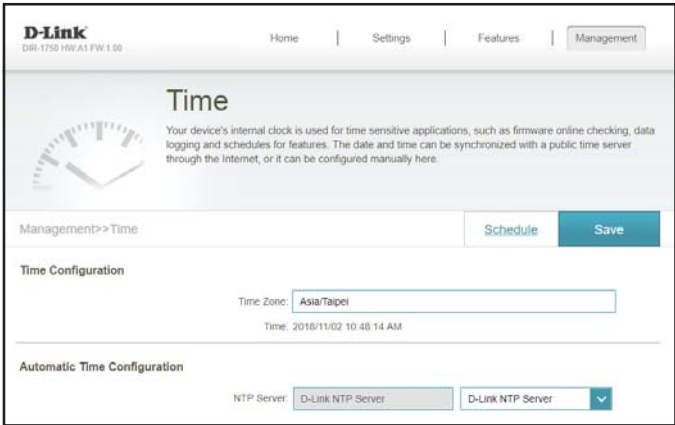 D-Link
DIR-1750 HW:A1 FW:1.00
Home | Settings | Features | Management
Time
Your device's internal clock is used for time sensitive applications, such as firmware online checking, data
logging and schedules for features. The date and time can be synchronized with a public time server
through the Internet, or it can be configured manually here.
Management>>Time
Schedule
Save
Time Configuration
Time Zone: Asia/Taipei
Time: 2018/11/02 10:48:14 AM
Automatic Time Configuration
NTP Server: D-Link NTP Server D-Link NTP Server